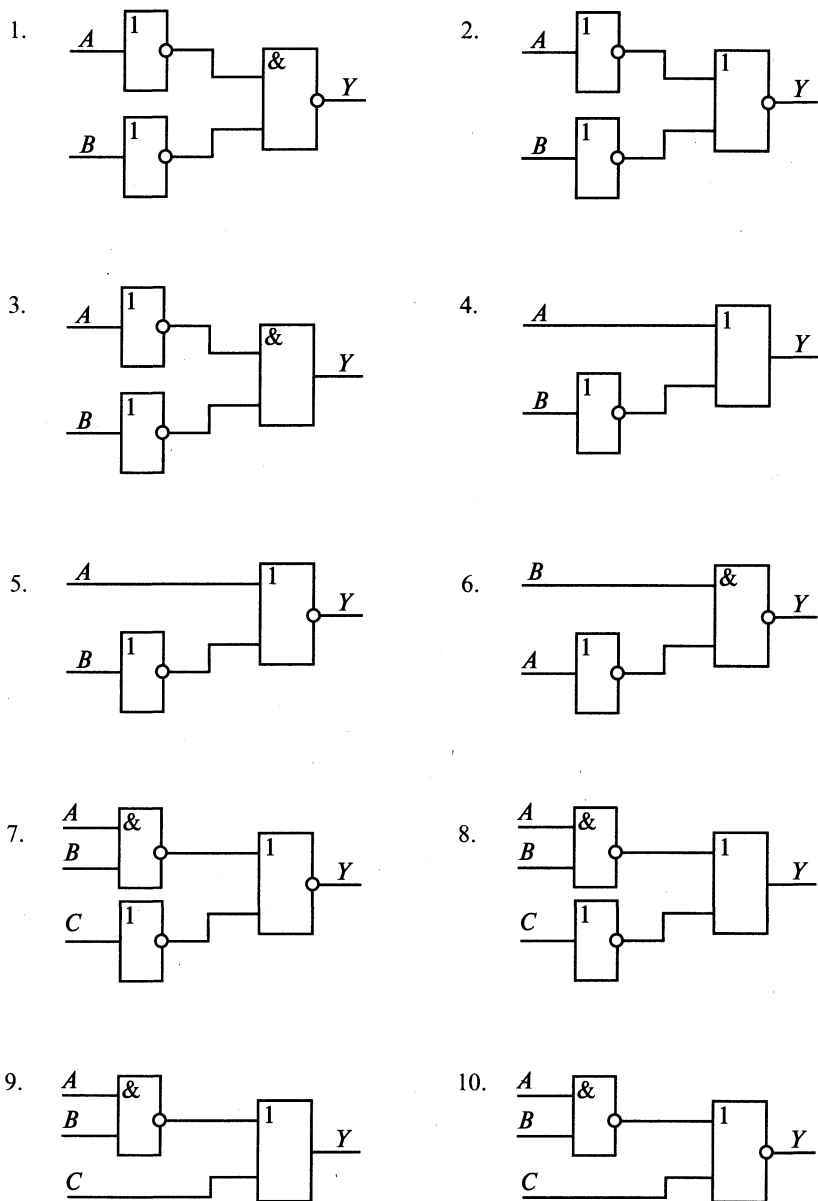 1. A 1 & Y
B 1
2. A 1 1 Y
B 1
3. A 1 & Y
B 1
4. A 1 Y
B 1
5. A 1 Y
B 1
6. B & Y
A 1
7. A & 1 Y
B
C 1
8. A & 1 Y
B
C 1
9. A & 1 Y
B
C
10. A & 1 Y
B
C